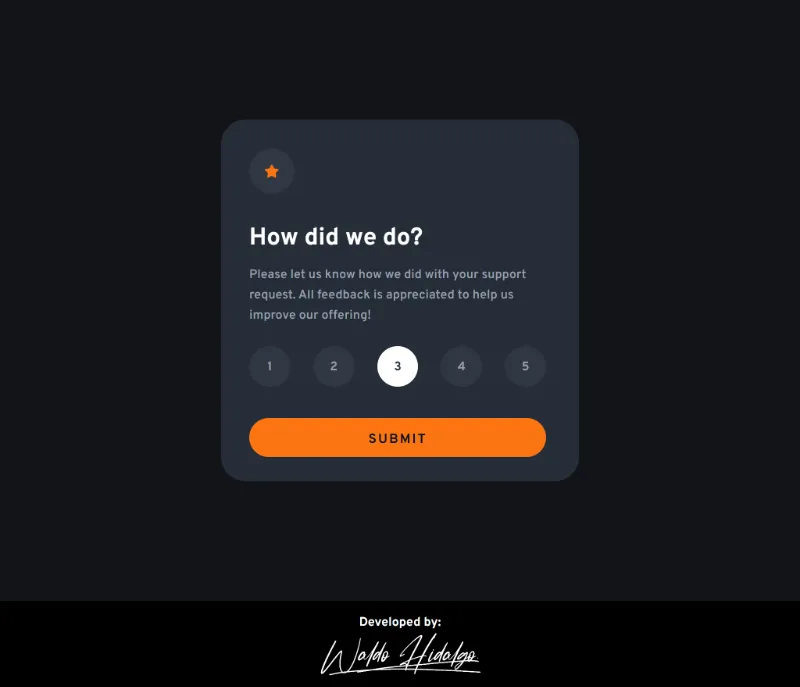 How did we do?
Please let us know how we did with your support
request. All feedback is appreciated to help us
improve our offering!
1 2 3 4 5
SUBMIT
Developed by:
Waldo Hidalgo